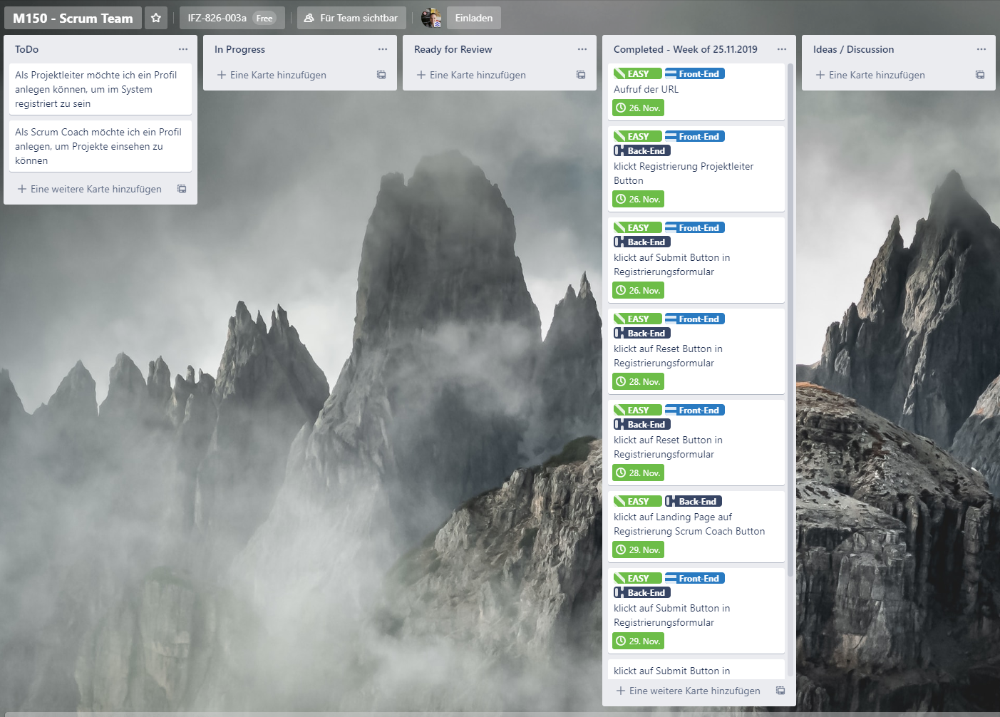 M150 - Scrum Team
IFZ-826-003a Free
Für Team sichtbar
Einladen
ToDo
Als Projektleiter möchte ich ein Profil
anlegen können, um im System
registriert zu sein
Als Scrum Coach möchte ich ein Profil
anlegen, um Projekte einsehen zu
können
Eine weitere Karte hinzufügen
In Progress
Eine Karte hinzufügen
Ready for Review
Eine Karte hinzufügen
Completed - Week of 25.11.2019
EASY Front-End
Aufruf der URL
26. Nov.
EASY Front-End
Back-End
klickt Registrierung Projektleiter
Button
26. Nov.
EASY Front-End
Back-End
klickt auf Submit Button in
Registrierungsformular
26. Nov.
EASY Front-End
Back-End
klickt auf Reset Button in
Registrierungsformular
28. Nov.
EASY Front-End
Back-End
klickt auf Reset Button in
Registrierungsformular
28. Nov.
EASY Back-End
klickt auf Landing Page auf
Registrierung Scrum Coach Button
29. Nov.
EASY Front-End
Back-End
klickt auf Submit Button in
Registrierungsformular
29. Nov.
klickt auf Submit Button in
Eine weitere Karte hinzufügen
Ideas / Discussion
Eine Karte hinzufügen